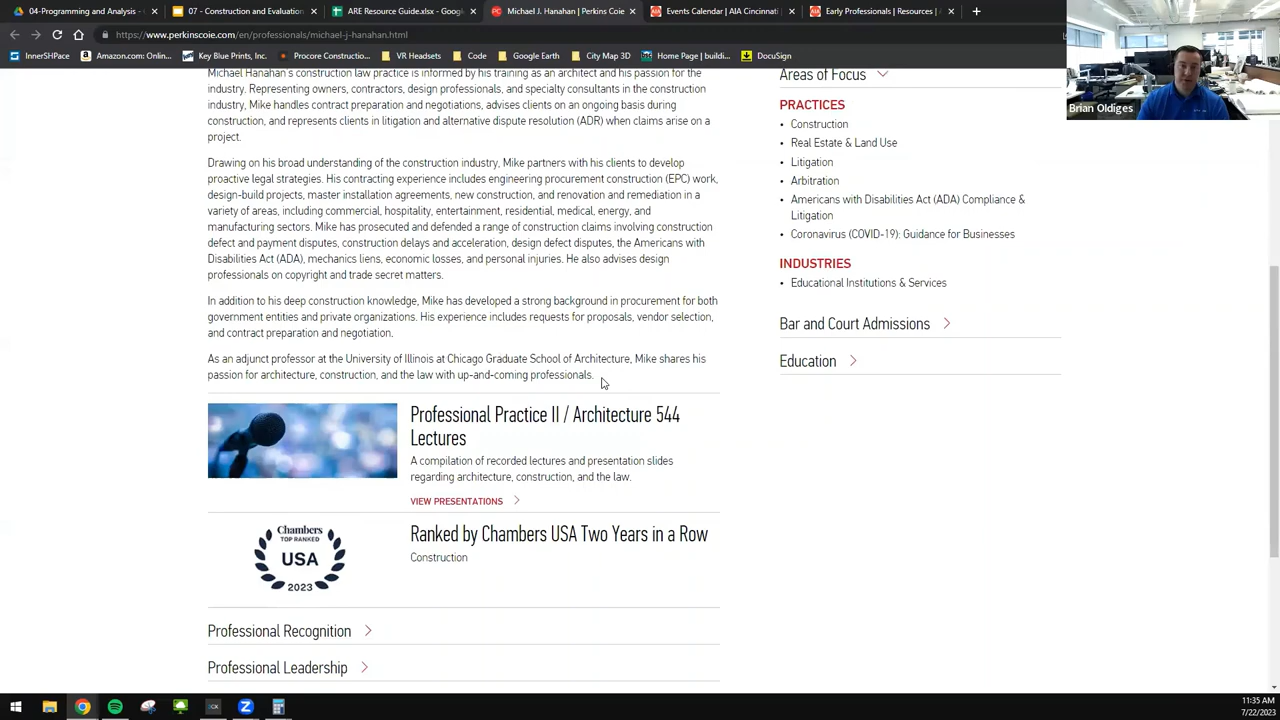 04-Programming and Analysis -
07 - Construction and Evaluation
ARE Resource Guide.xlsx - Google
Michael J. Hanahan | Perkins Coie
Events Calendar | AIA Cincinnati
Early Professionals | Resources | A
https://www.perkinscoie.com/en/professionals/michael-j-hanahan.html
InnerSHPace
Amazon.com: Online...
Key Blue Prints, Inc.
Procore Constructio...
VR Headset
Code
Google Earth
City Map 3D
Home Page | buildi...
DocuSign
Brian Oldiges
Michael Hanahan's construction law practice is informed by his training as an architect and his passion for the
industry. Representing owners, contractors, design professionals, and specialty consultants in the construction
industry, Mike handles contract preparation and negotiations, advises clients on an ongoing basis during
construction, and represents clients in litigation and alternative dispute resolution (ADR) when claims arise on a
project.
Drawing on his broad understanding of the construction industry, Mike partners with his clients to develop
proactive legal strategies. His contracting experience includes engineering procurement construction (EPC) work,
design-build projects, master installation agreements, new construction, and renovation and remediation in a
variety of areas, including commercial, hospitality, entertainment, residential, medical, energy, and
manufacturing sectors. Mike has prosecuted and defended a range of construction claims involving construction
defect and payment disputes, construction delays and acceleration, design defect disputes, the Americans with
Disabilities Act (ADA), mechanics liens, economic losses, and personal injuries. He also advises design
professionals on copyright and trade secret matters.
In addition to his deep construction knowledge, Mike has developed a strong background in procurement for both
government entities and private organizations. His experience includes requests for proposals, vendor selection,
and contract preparation and negotiation.
As an adjunct professor at the University of Illinois at Chicago Graduate School of Architecture, Mike shares his
passion for architecture, construction, and the law with up-and-coming professionals.
Professional Practice II / Architecture 544
Lectures
A compilation of recorded lectures and presentation slides
regarding architecture, construction, and the law.
VIEW PRESENTATIONS
Chambers
TOP RANKED
USA
2023
Ranked by Chambers USA Two Years in a Row
Construction
Professional Recognition
Professional Leadership
Areas of Focus
PRACTICES
• Construction
• Real Estate & Land Use
• Litigation
• Arbitration
• Americans with Disabilities Act (ADA) Compliance &
Litigation
• Coronavirus (COVID-19): Guidance for Businesses
INDUSTRIES
• Educational Institutions & Services
Bar and Court Admissions
Education
11:35 AM
7/22/2023